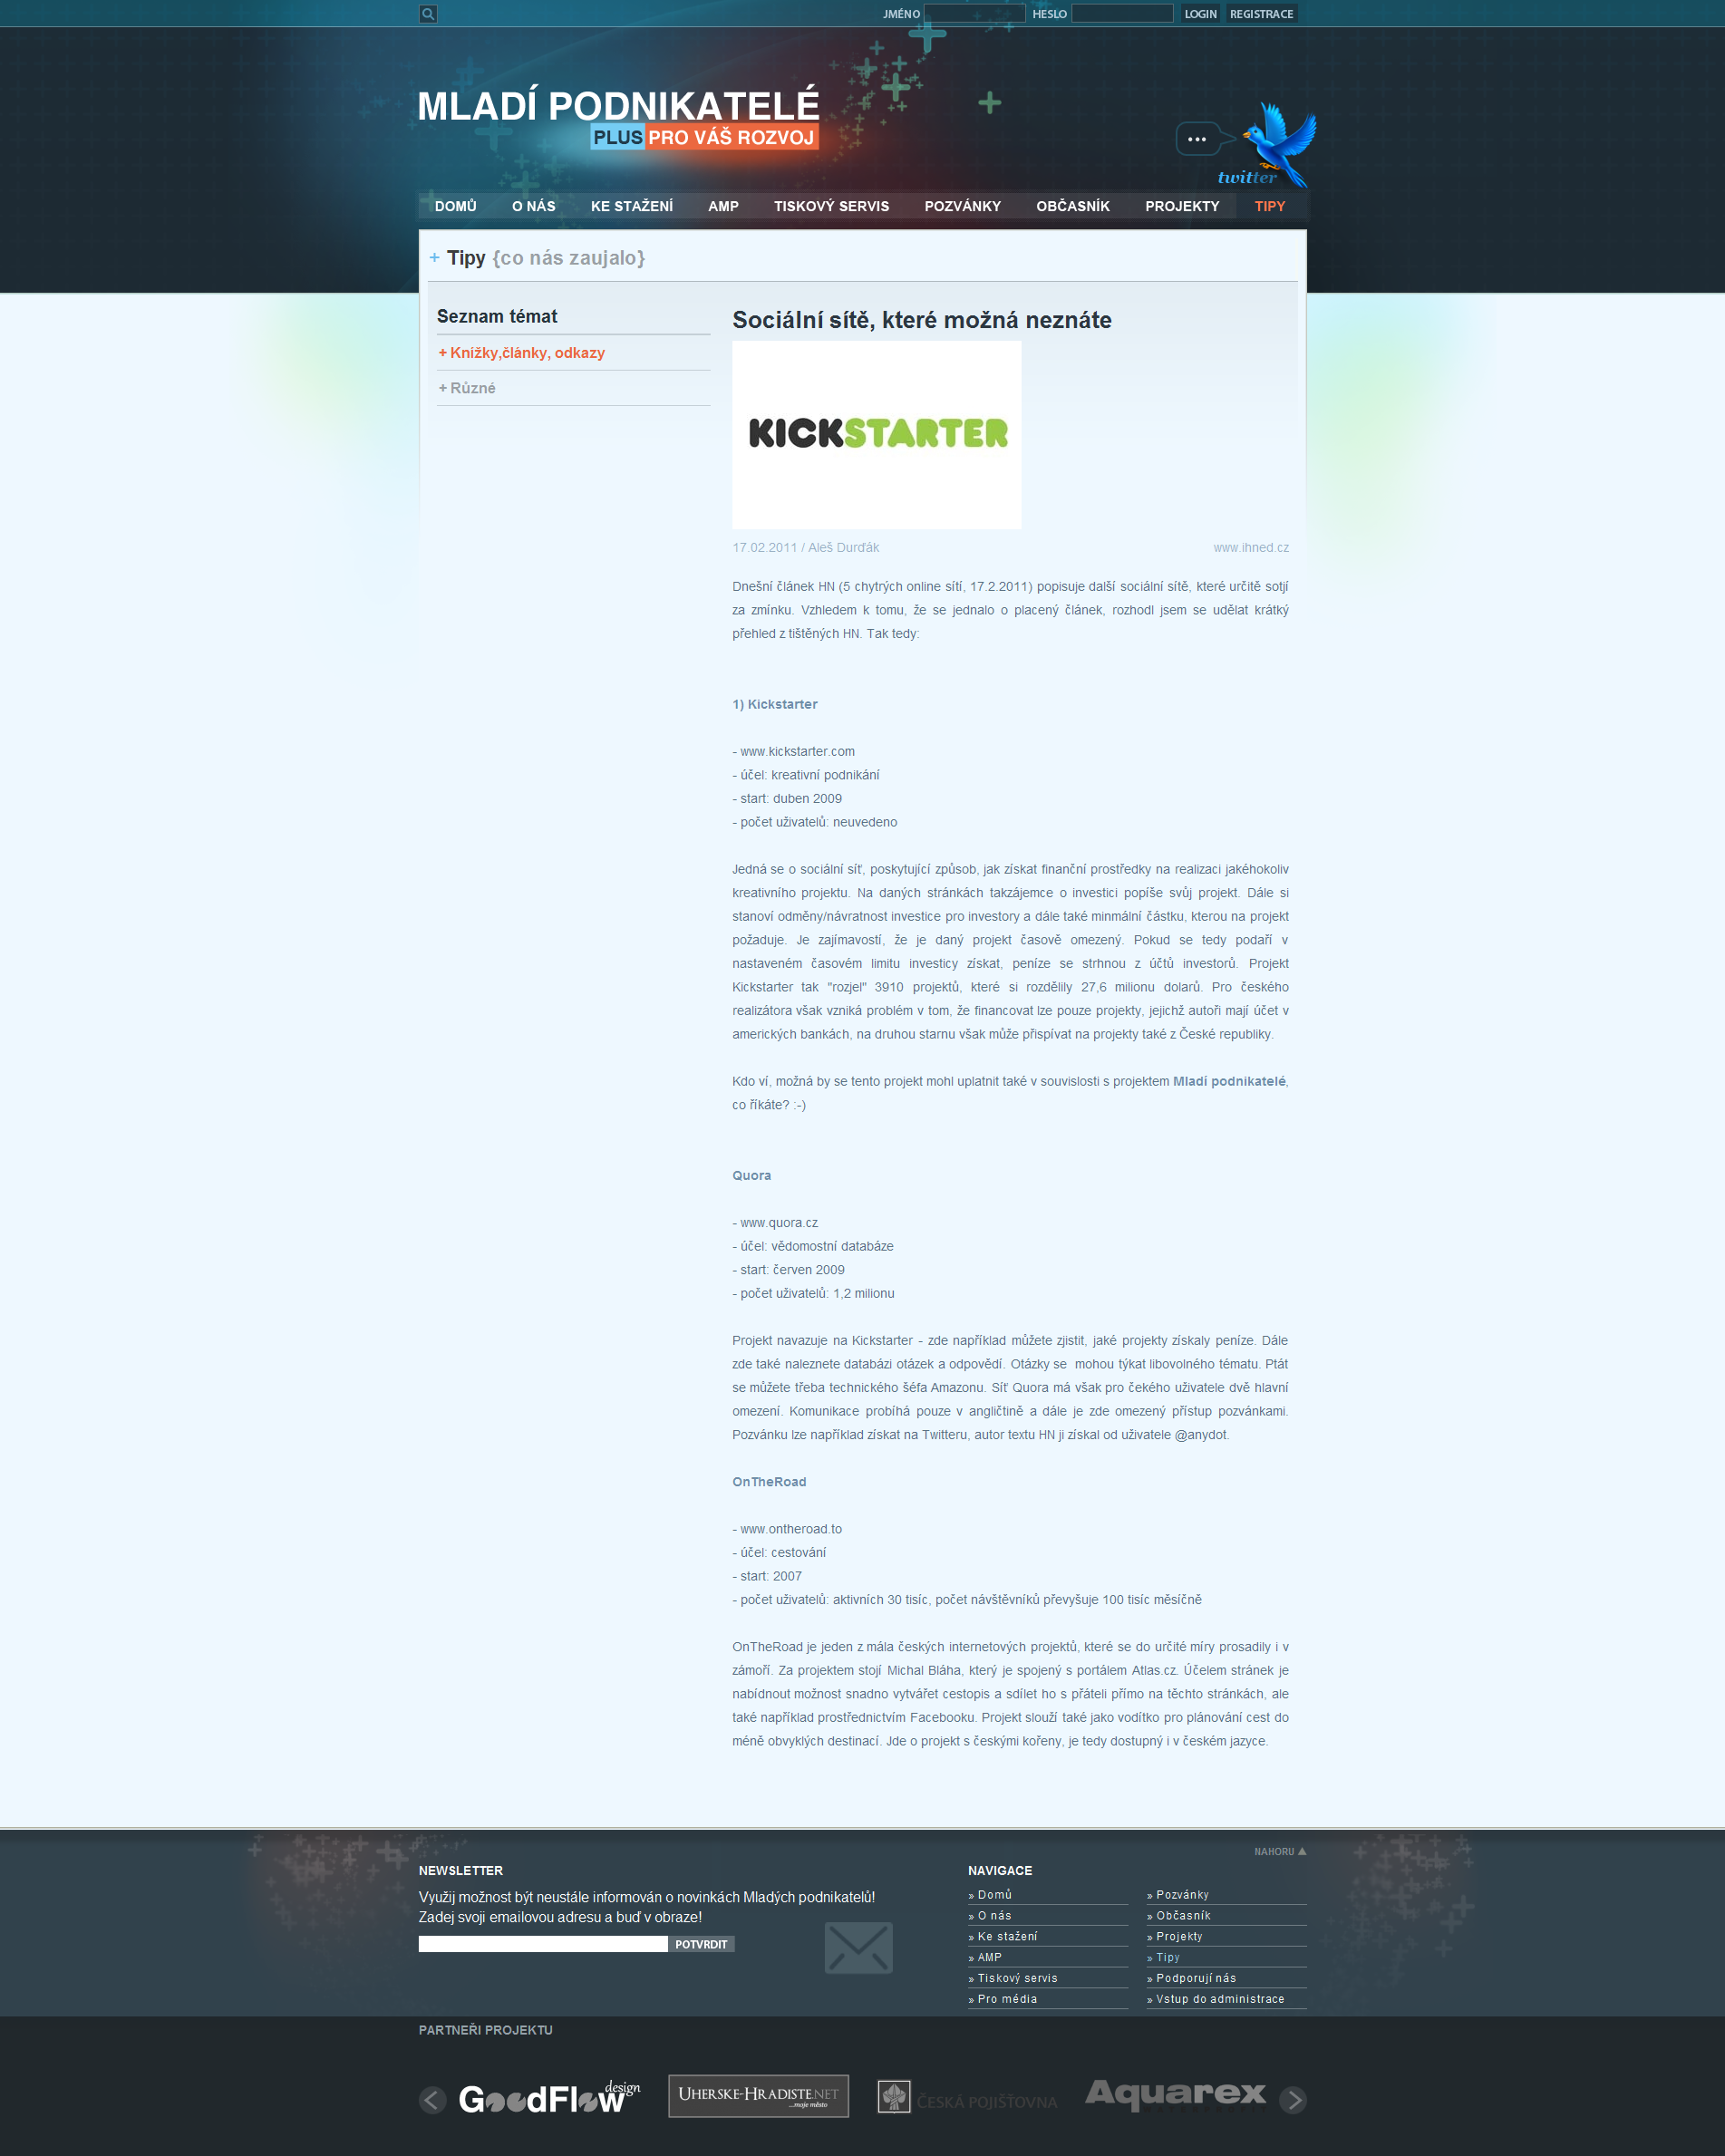 JMÉNO HESLO LOGIN REGISTRACE
MLADÍ PODNIKATELÉ
PLUS PRO VÁŠ ROZVOJ
...
twitter
DOMŮ O NÁS KE STAŽENÍ AMP TISKOVÝ SERVIS POZVÁNKY OBČASNÍK PROJEKTY TIPY
+ Tipy {co nás zaujalo}
Seznam témat
+ Knížky,články, odkazy
+ Různé
Sociální sítě, které možná neznáte
KICKSTARTER
17.02.2011 / Aleš Durďák www.ihned.cz
Dnešní článek HN (5 chytrých online sítí, 17.2.2011) popisuje další sociální sítě, které určitě sotjí
za zmínku. Vzhledem k tomu, že se jednalo o placený článek, rozhodl jsem se udělat krátký
přehled z tištěných HN. Tak tedy:
1) Kickstarter
- www.kickstarter.com
- účel: kreativní podnikání
- start: duben 2009
- počet uživatelů: neuvedeno
Jedná se o sociální síť, poskytující způsob, jak získat finanční prostředky na realizaci jakéhokoliv
kreativního projektu. Na daných stránkách takzájemce o investici popíše svůj projekt. Dále si
stanoví odměny/návratnost investice pro investory a dále také minmální částku, kterou na projekt
požaduje. Je zajímavostí, že je daný projekt časově omezený. Pokud se tedy podaří v
nastaveném časovém limitu investicy získat, peníze se strhnou z účtů investorů. Projekt
Kickstarter tak "rozjel" 3910 projektů, které si rozdělily 27,6 milionu dolarů. Pro českého
realizátora však vzniká problém v tom, že financovat lze pouze projekty, jejichž autoři mají účet v
amerických bankách, na druhou starnu však může přispívat na projekty také z České republiky.
Kdo ví, možná by se tento projekt mohl uplatnit také v souvislosti s projektem Mladí podnikatelé,
co říkáte? :-)
Quora
- www.quora.cz
- účel: vědomostní databáze
- start: červen 2009
- počet uživatelů: 1,2 milionu
Projekt navazuje na Kickstarter - zde například můžete zjistit, jaké projekty získaly peníze. Dále
zde také naleznete databázi otázek a odpovědí. Otázky se mohou týkat libovolného tématu. Ptát
se můžete třeba technického šéfa Amazonu. Síť Quora má však pro čekého uživatele dvě hlavní
omezení. Komunikace probíhá pouze v angličtině a dále je zde omezený přístup pozvánkami.
Pozvánku lze například získat na Twitteru, autor textu HN ji získal od uživatele @anydot.
OnTheRoad
- www.ontheroad.to
- účel: cestování
- start: 2007
- počet uživatelů: aktivních 30 tisíc, počet návštěvníků převyšuje 100 tisíc měsíčně
OnTheRoad je jeden z mála českých internetových projektů, které se do určité míry prosadily i v
zámoří. Za projektem stojí Michal Bláha, který je spojený s portálem Atlas.cz. Účelem stránek je
nabídnout možnost snadno vytvářet cestopis a sdílet ho s přáteli přímo na těchto stránkách, ale
také například prostřednictvím Facebooku. Projekt slouží také jako vodítko pro plánování cest do
méně obvyklých destinací. Jde o projekt s českými kořeny, je tedy dostupný i v českém jazyce.
NAHORU
NEWSLETTER
Využij možnost být neustále informován o novinkách Mladých podnikatelů!
Zadej svoji emailovou adresu a buď v obraze!
POTVRDIT
NAVIGACE
» Domů » Pozvánky
» O nás » Občasník
» Ke stažení » Projekty
» AMP » Tipy
» Tiskový servis » Podporují nás
» Pro média » Vstup do administrace
PARTNEŘI PROJEKTU
GoodFlow design
UHERSKE-HRADISTE.NET
...moje město
ČESKÁ POJIŠŤOVNA
Aquarex